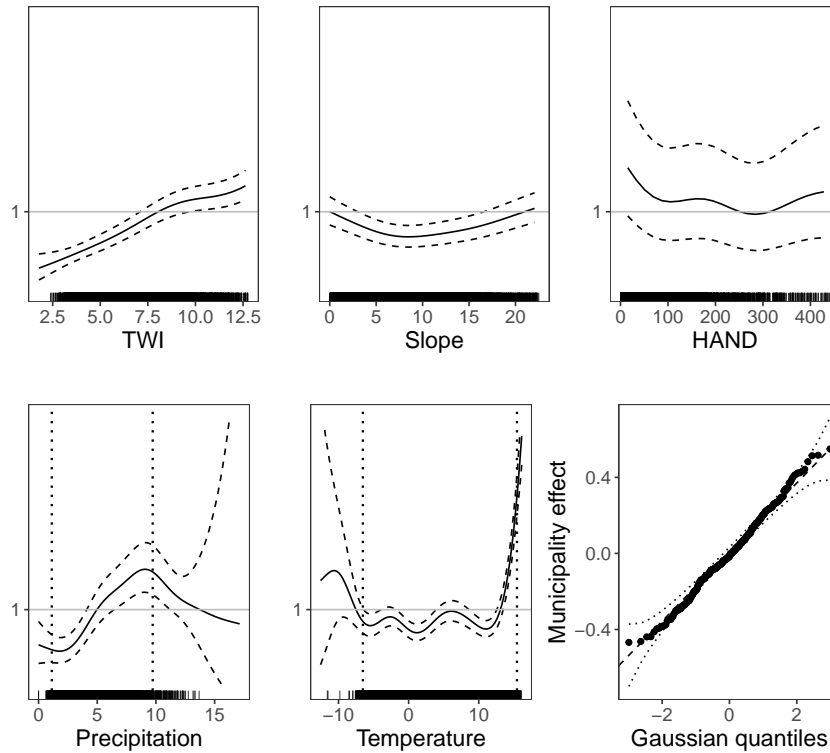 1
2.5 5.0 7.5 10.0 12.5
TWI
1
0 5 10 15 20
Slope
1
0 100 200 300 400
HAND
1
0 5 10 15
Precipitation
1
−10 0 10
Temperature
Municipality effect
0.4
0.0
−0.4
−2 0 2
Gaussian quantiles